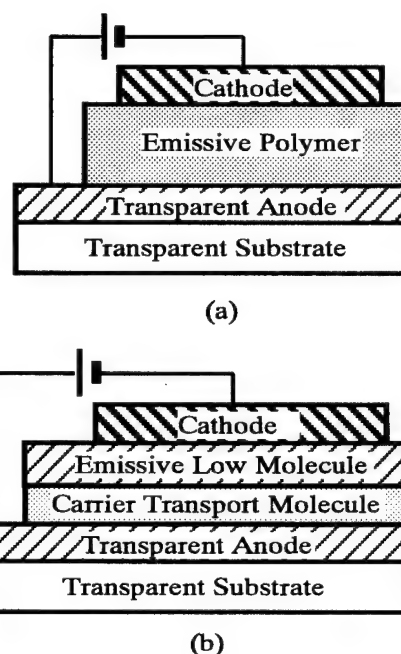 Cathode
Emissive Polymer
Transparent Anode
Transparent Substrate
(a)
Cathode
Emissive Low Molecule
Carrier Transport Molecule
Transparent Anode
Transparent Substrate
(b)